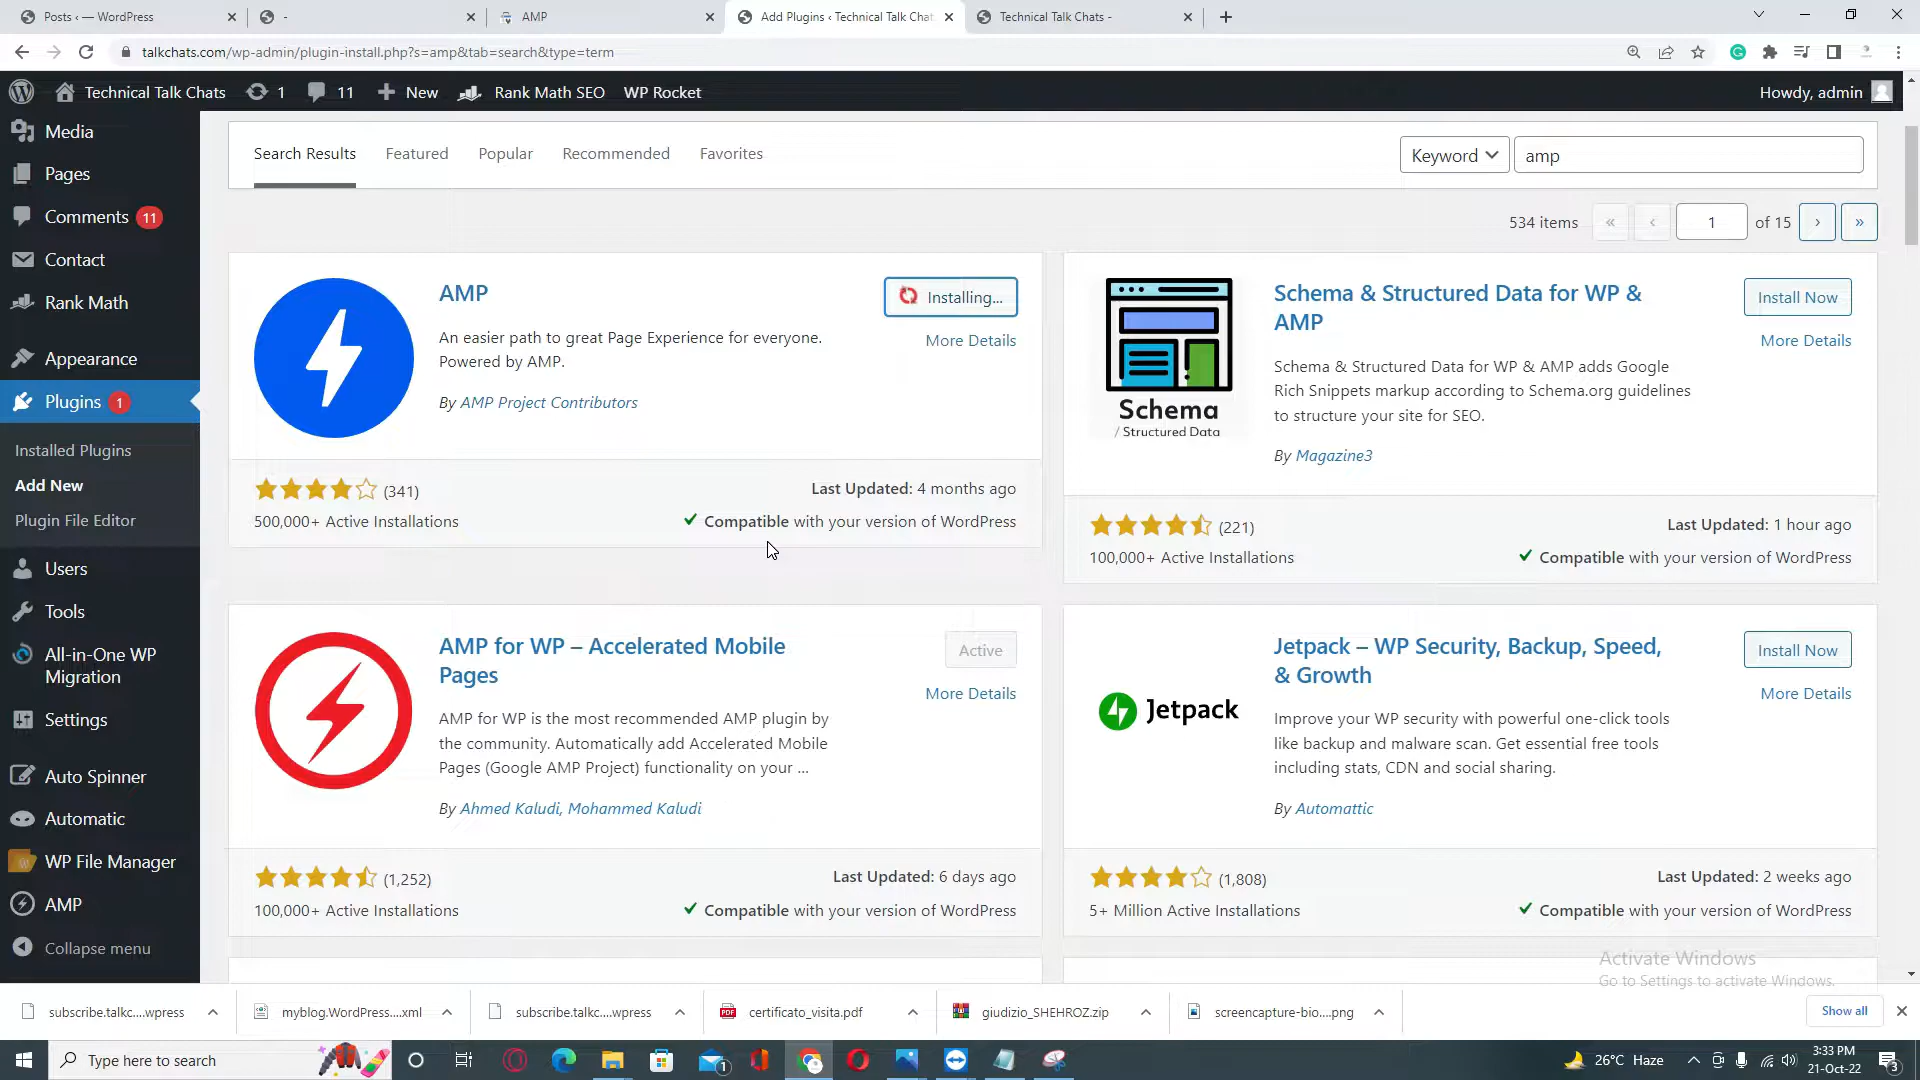 Posts ‹ — WordPress
-
AMP
Add Plugins ‹ Technical Talk Chat
Technical Talk Chats -
talkchats.com/wp-admin/plugin-install.php?s=amp&tab=search&type=term
Technical Talk Chats
1
11
New
Rank Math SEO
WP Rocket
Howdy, admin
Media
Pages
Comments 11
Contact
Rank Math
Appearance
Plugins 1
Installed Plugins
Add New
Plugin File Editor
Users
Tools
All-in-One WP
Migration
Settings
Auto Spinner
Automatic
WP File Manager
AMP
Collapse menu
Search Results
Featured
Popular
Recommended
Favorites
Keyword
amp
534 items « ‹ 1 of 15 › »
AMP
Installing...
More Details
An easier path to great Page Experience for everyone.
Powered by AMP.
By AMP Project Contributors
(341)
Last Updated: 4 months ago
500,000+ Active Installations
Compatible with your version of WordPress
Schema
/ Structured Data
Schema & Structured Data for WP &
AMP
Install Now
More Details
Schema & Structured Data for WP & AMP adds Google
Rich Snippets markup according to Schema.org guidelines
to structure your site for SEO.
By Magazine3
(221)
Last Updated: 1 hour ago
100,000+ Active Installations
Compatible with your version of WordPress
AMP for WP – Accelerated Mobile
Pages
Active
More Details
AMP for WP is the most recommended AMP plugin by
the community. Automatically add Accelerated Mobile
Pages (Google AMP Project) functionality on your ...
By Ahmed Kaludi, Mohammed Kaludi
(1,252)
Last Updated: 6 days ago
100,000+ Active Installations
Compatible with your version of WordPress
Jetpack
Jetpack – WP Security, Backup, Speed,
& Growth
Install Now
More Details
Improve your WP security with powerful one-click tools
like backup and malware scan. Get essential free tools
including stats, CDN and social sharing.
By Automattic
(1,808)
Last Updated: 2 weeks ago
5+ Million Active Installations
Compatible with your version of WordPress
Activate Windows
Go to Settings to activate Windows.
subscribe.talkc....wpress
myblog.WordPress....xml
subscribe.talkc....wpress
PDF
certificato_visita.pdf
giudizio_SHEHROZ.zip
screencapture-bio....png
Show all
Type here to search
1
26°C Haze
3:33 PM
21-Oct-22
3